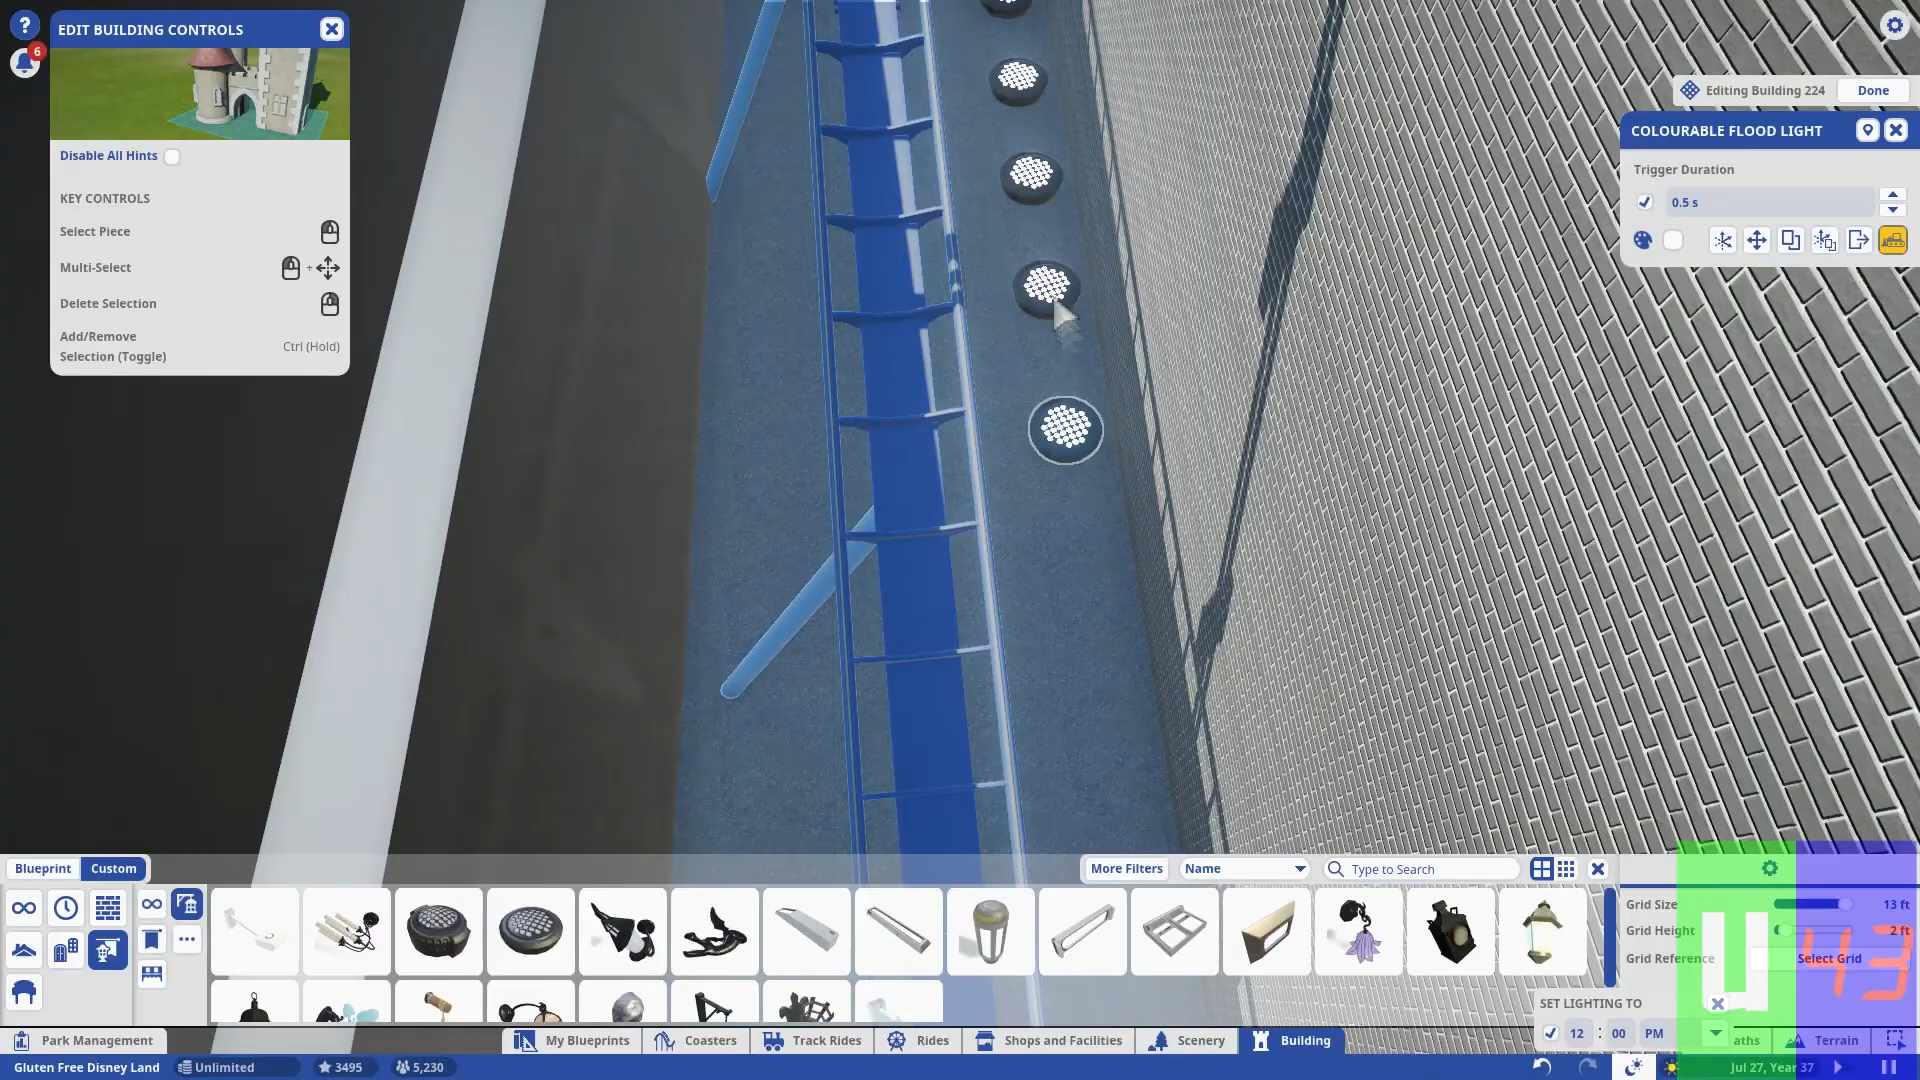 ?
EDIT BUILDING CONTROLS
6
Disable All Hints
KEY CONTROLS
Select Piece
Multi-Select
+
Delete Selection
Add/Remove
Selection (Toggle)
Ctrl (Hold)
Editing Building 224
Done
COLOURABLE FLOOD LIGHT
Trigger Duration
0.5 s
Blueprint
Custom
More Filters
Name
Type to Search
Grid Size
13 ft
Grid Height
2 ft
Grid Reference
Select Grid
U
43
SET LIGHTING TO
12 : 00 PM
Park Management
My Blueprints
Coasters
Track Rides
Rides
Shops and Facilities
Scenery
Building
aths
Terrain
Gluten Free Disney Land
Unlimited
3495
5,230
Jul 27, Year 37